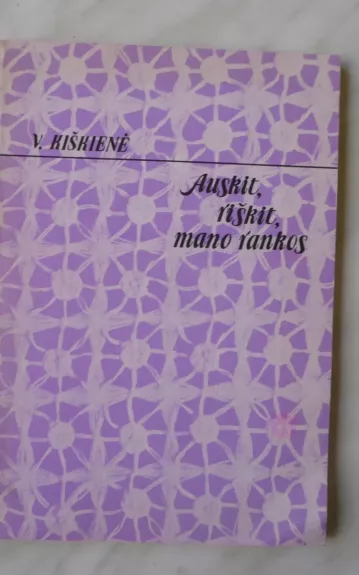 V. KIŠKIENĖ
Auskit,
riškit,
mano rankos